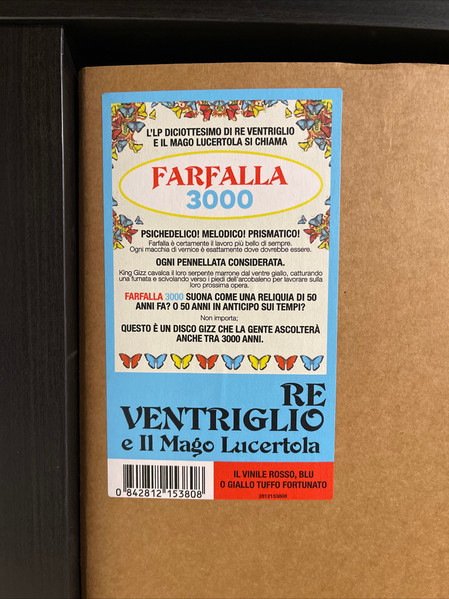 L'LP DICIOTTESIMO DI RE VENTRIGLIO
E IL MAGO LUCERTOLA SI CHIAMA
FARFALLA
3000
PSICHEDELICO! MELODICO! PRISMATICO!
Farfalla è certamente il lavoro più bello di sempre.
Ogni macchia di vernice è esattamente dove dovrebbe essere.
OGNI PENNELLATA CONSIDERATA.
King Gizz cavalca il loro serpente marrone dal ventre giallo, catturando
una fumata e scivolando verso i piedi dell'arcobaleno per lavorare sulla
loro prossima opera.
FARFALLA 3000 SUONA COME UNA RELIQUIA DI 50
ANNI FA? O 50 ANNI IN ANTICIPO SUI TEMPI?
Non importa;
QUESTO È UN DISCO GIZZ CHE LA GENTE ASCOLTERÀ
ANCHE TRA 3000 ANNI.
RE
VENTRIGLIO
e Il Mago Lucertola
IL VINILE ROSSO, BLU
O GIALLO TUFFO FORTUNATO
0 842812 153808